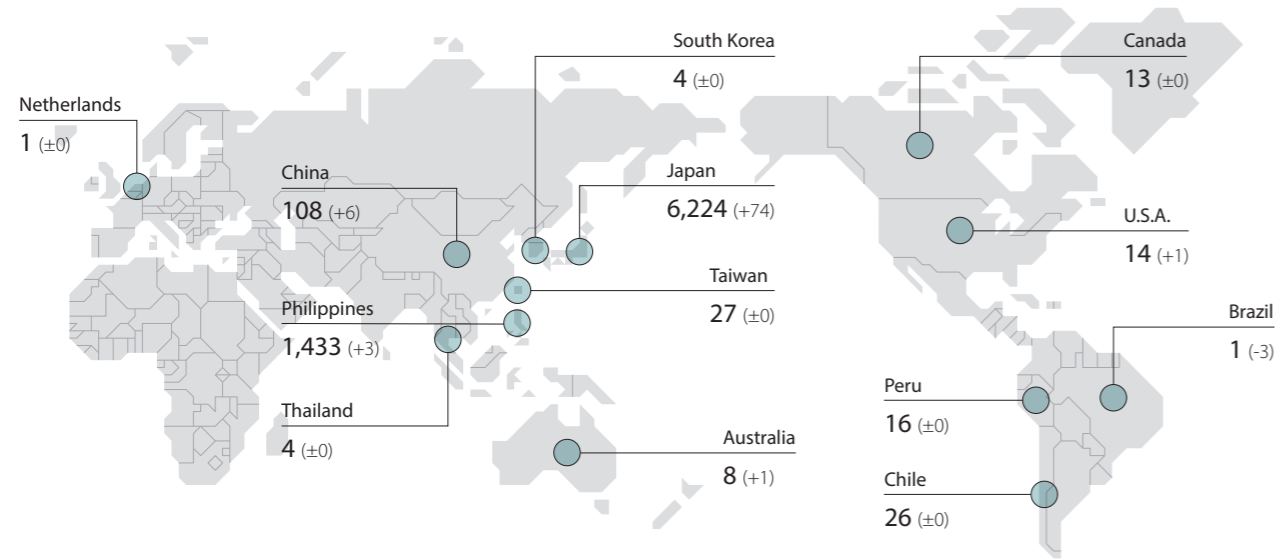 South Korea
4 (±0)
Canada
13 (±0)
Netherlands
1 (±0)
China
108 (+6)
Japan
6,224 (+74)
U.S.A.
14 (+1)
Taiwan
27 (±0)
Philippines
1,433 (+3)
Brazil
1 (-3)
Peru
16 (±0)
Thailand
4 (±0)
Australia
8 (+1)
Chile
26 (±0)